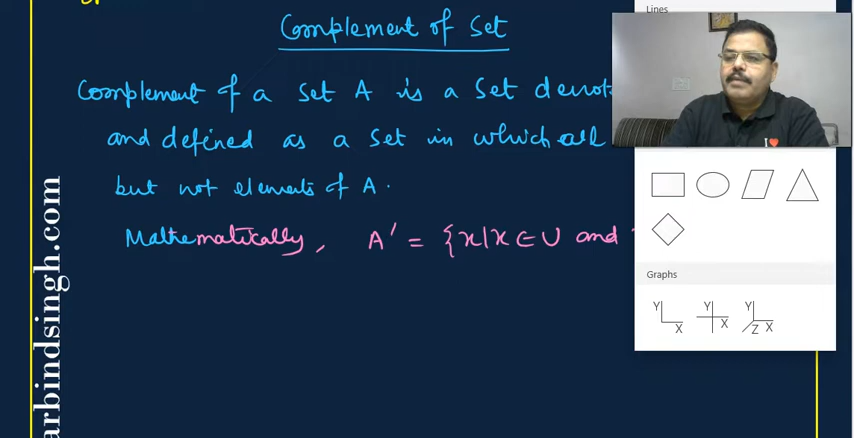 Complement of Set
Lines
Complement of a Set A is a Set
and defined as a Set in which all
but not elements of A.
Mathematically, A' = {x/x ∈ U and
I ❤
Graphs
Y X
Y X
Y Z X
arbindsingh.com